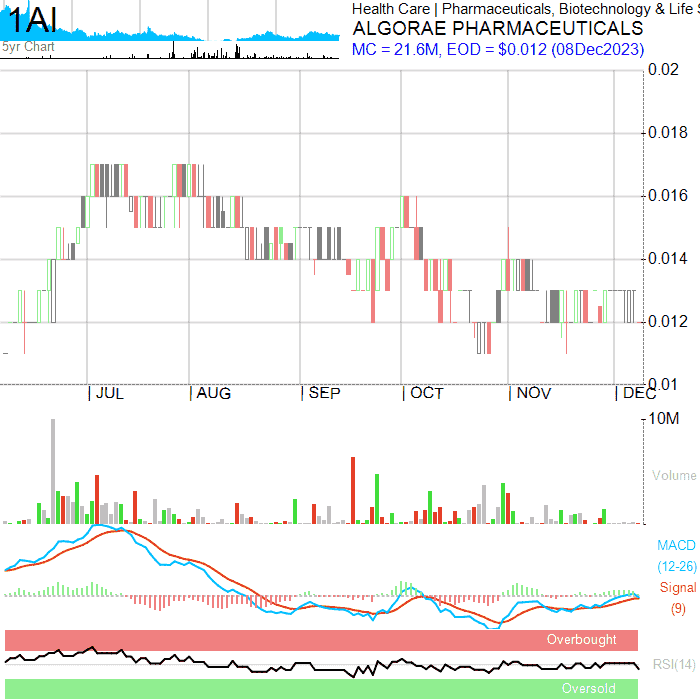 1AI
5yr Chart
Health Care | Pharmaceuticals, Biotechnology & Life S
ALGORAE PHARMACEUTICALS
MC = 21.6M, EOD = $0.012 (08Dec2023)
0.02
0.018
0.016
0.014
0.012
0.01
| JUL | AUG | SEP | OCT | NOV | DEC
10M
Volume
MACD
(12-26)
Signal
(9)
Overbought
RSI(14)
Oversold